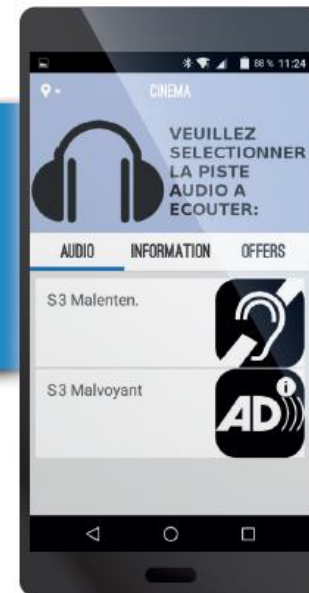 88 % 11:24
CINEMA
VEUILLEZ
SELECTIONNER
LA PISTE
AUDIO A
ECOUTER:
AUDIO INFORMATION OFFERS
S3 Malenten.
S3 Malvoyant
AD
i